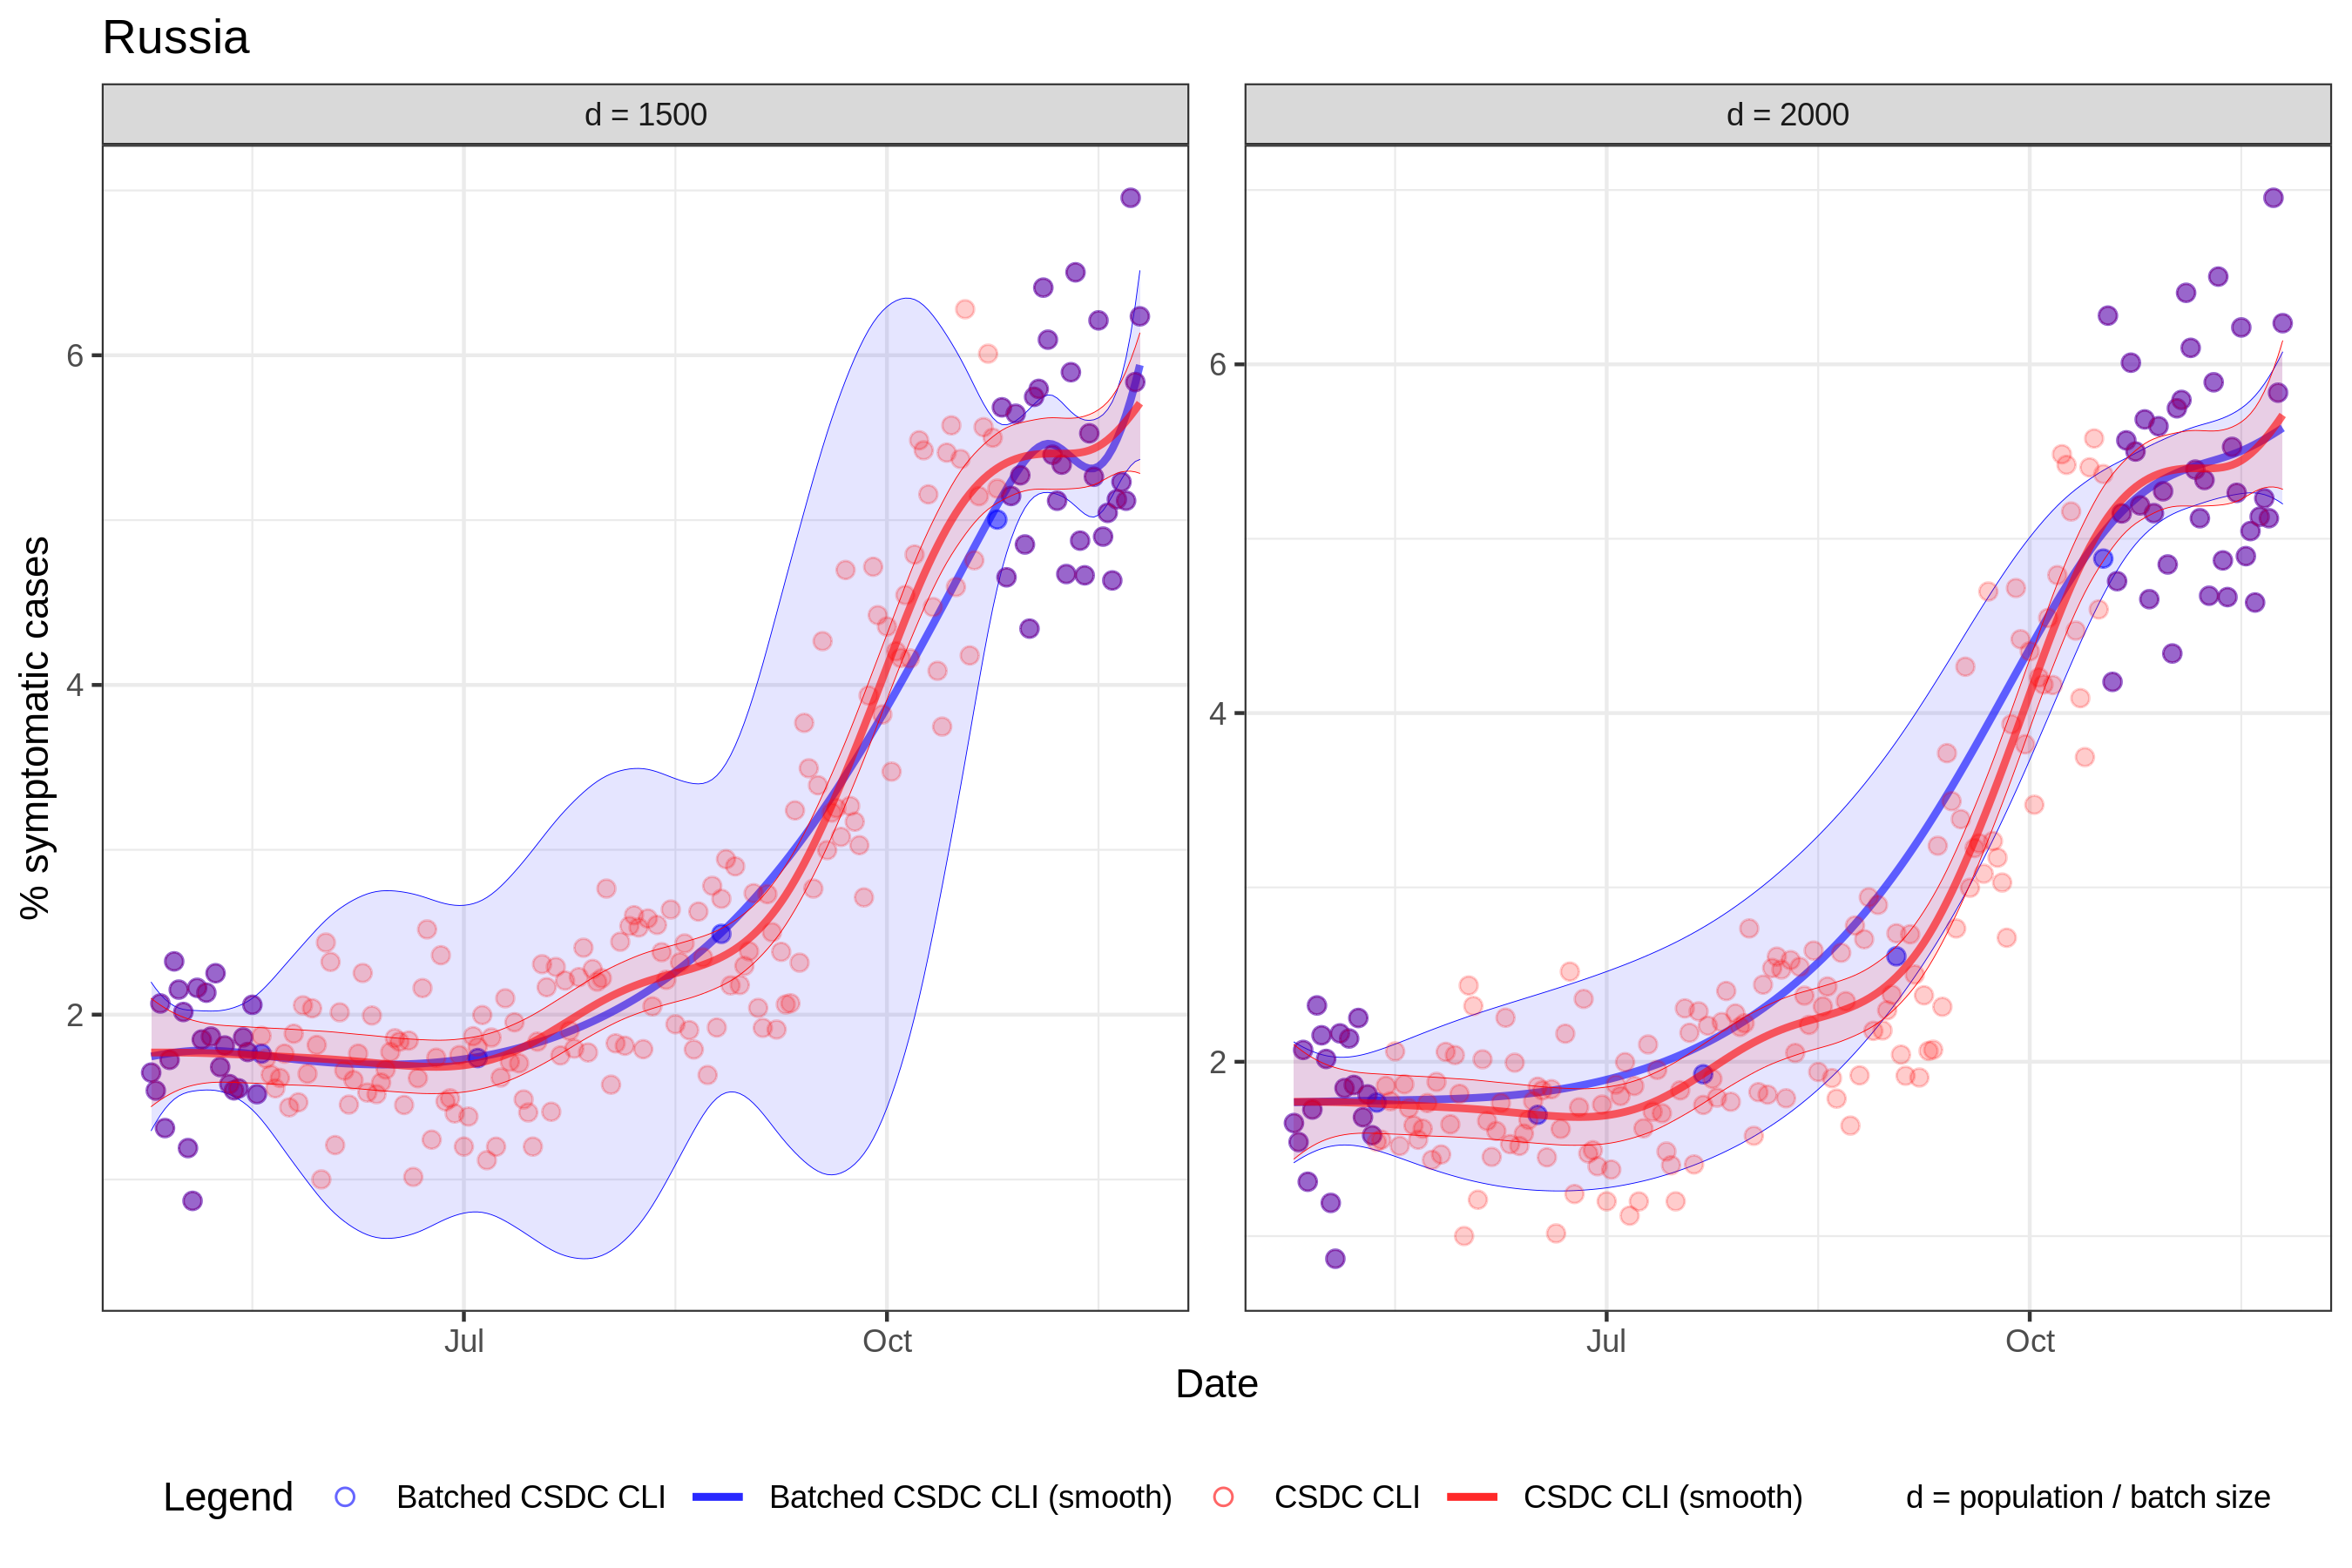 Russia
d = 1500
d = 2000
% symptomatic cases
6
4
2
6
4
2
Jul
Oct
Jul
Oct
Date
Legend
Batched CSDC CLI
Batched CSDC CLI (smooth)
CSDC CLI
CSDC CLI (smooth)
d = population / batch size